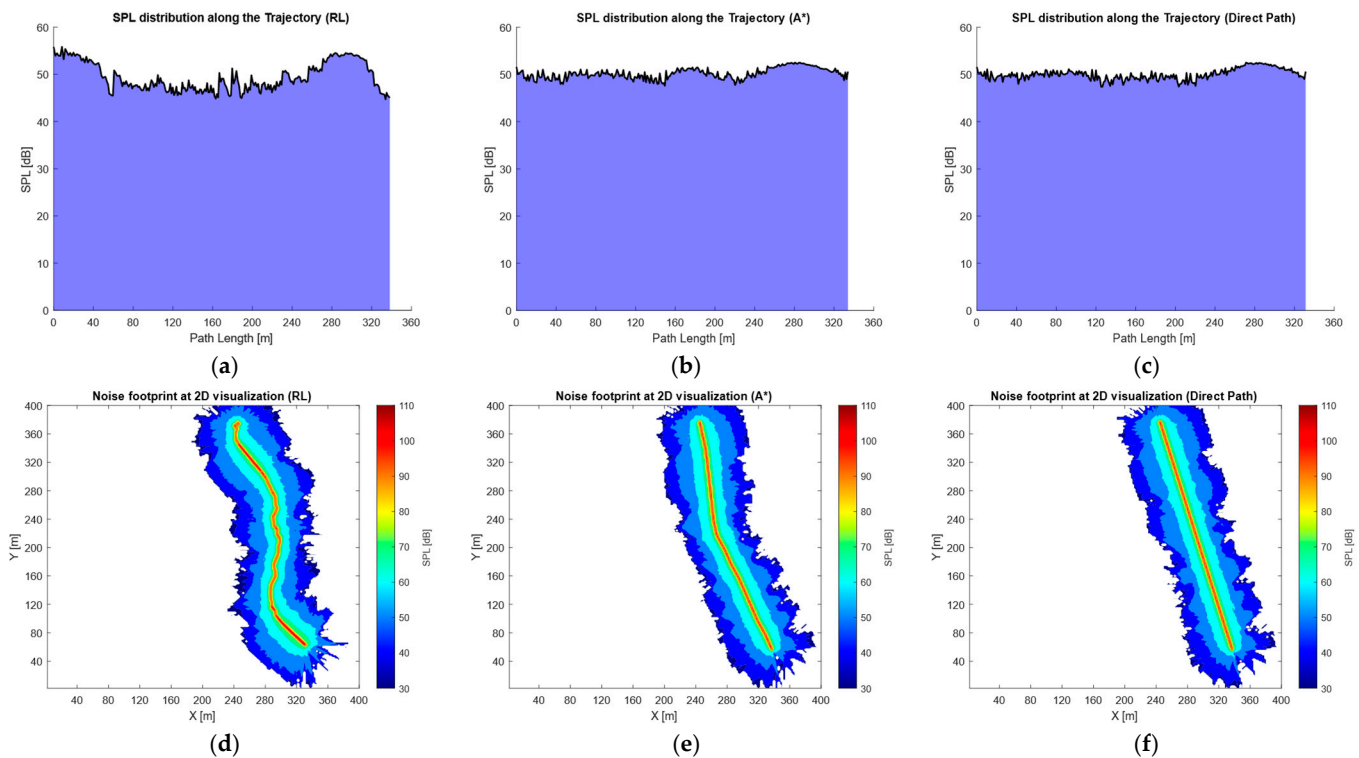 SPL distribution along the Trajectory (RL)
60
50
40
30
20
10
0
SPL [dB]
0 40 80 120 160 200 240 280 320 360
Path Length [m]
(a)
SPL distribution along the Trajectory (A*)
60
50
40
30
20
10
0
SPL [dB]
0 40 80 120 160 200 240 280 320 360
Path Length [m]
(b)
SPL distribution along the Trajectory (Direct Path)
60
50
40
30
20
10
0
SPL [dB]
0 40 80 120 160 200 240 280 320 360
Path Length [m]
(c)
Noise footprint at 2D visualization (RL)
400
360
320
280
240
200
160
120
80
40
Y [m]
40 80 120 160 200 240 280 320 360 400
X [m]
110
100
90
80
70
60
50
40
30
SPL [dB]
(d)
Noise footprint at 2D visualization (A*)
400
360
320
280
240
200
160
120
80
40
Y [m]
40 80 120 160 200 240 280 320 360 400
X [m]
110
100
90
80
70
60
50
40
30
SPL [dB]
(e)
Noise footprint at 2D visualization (Direct Path)
400
360
320
280
240
200
160
120
80
40
Y [m]
40 80 120 160 200 240 280 320 360 400
X [m]
110
100
90
80
70
60
50
40
30
SPL [dB]
(f)